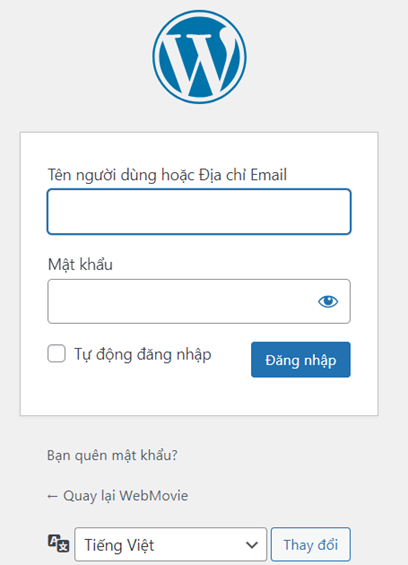 Tên người dùng hoặc Địa chỉ Email
Mật khẩu
Tự động đăng nhập
Đăng nhập
Bạn quên mật khẩu?
← Quay lại WebMovie
Tiếng Việt
Thay đổi